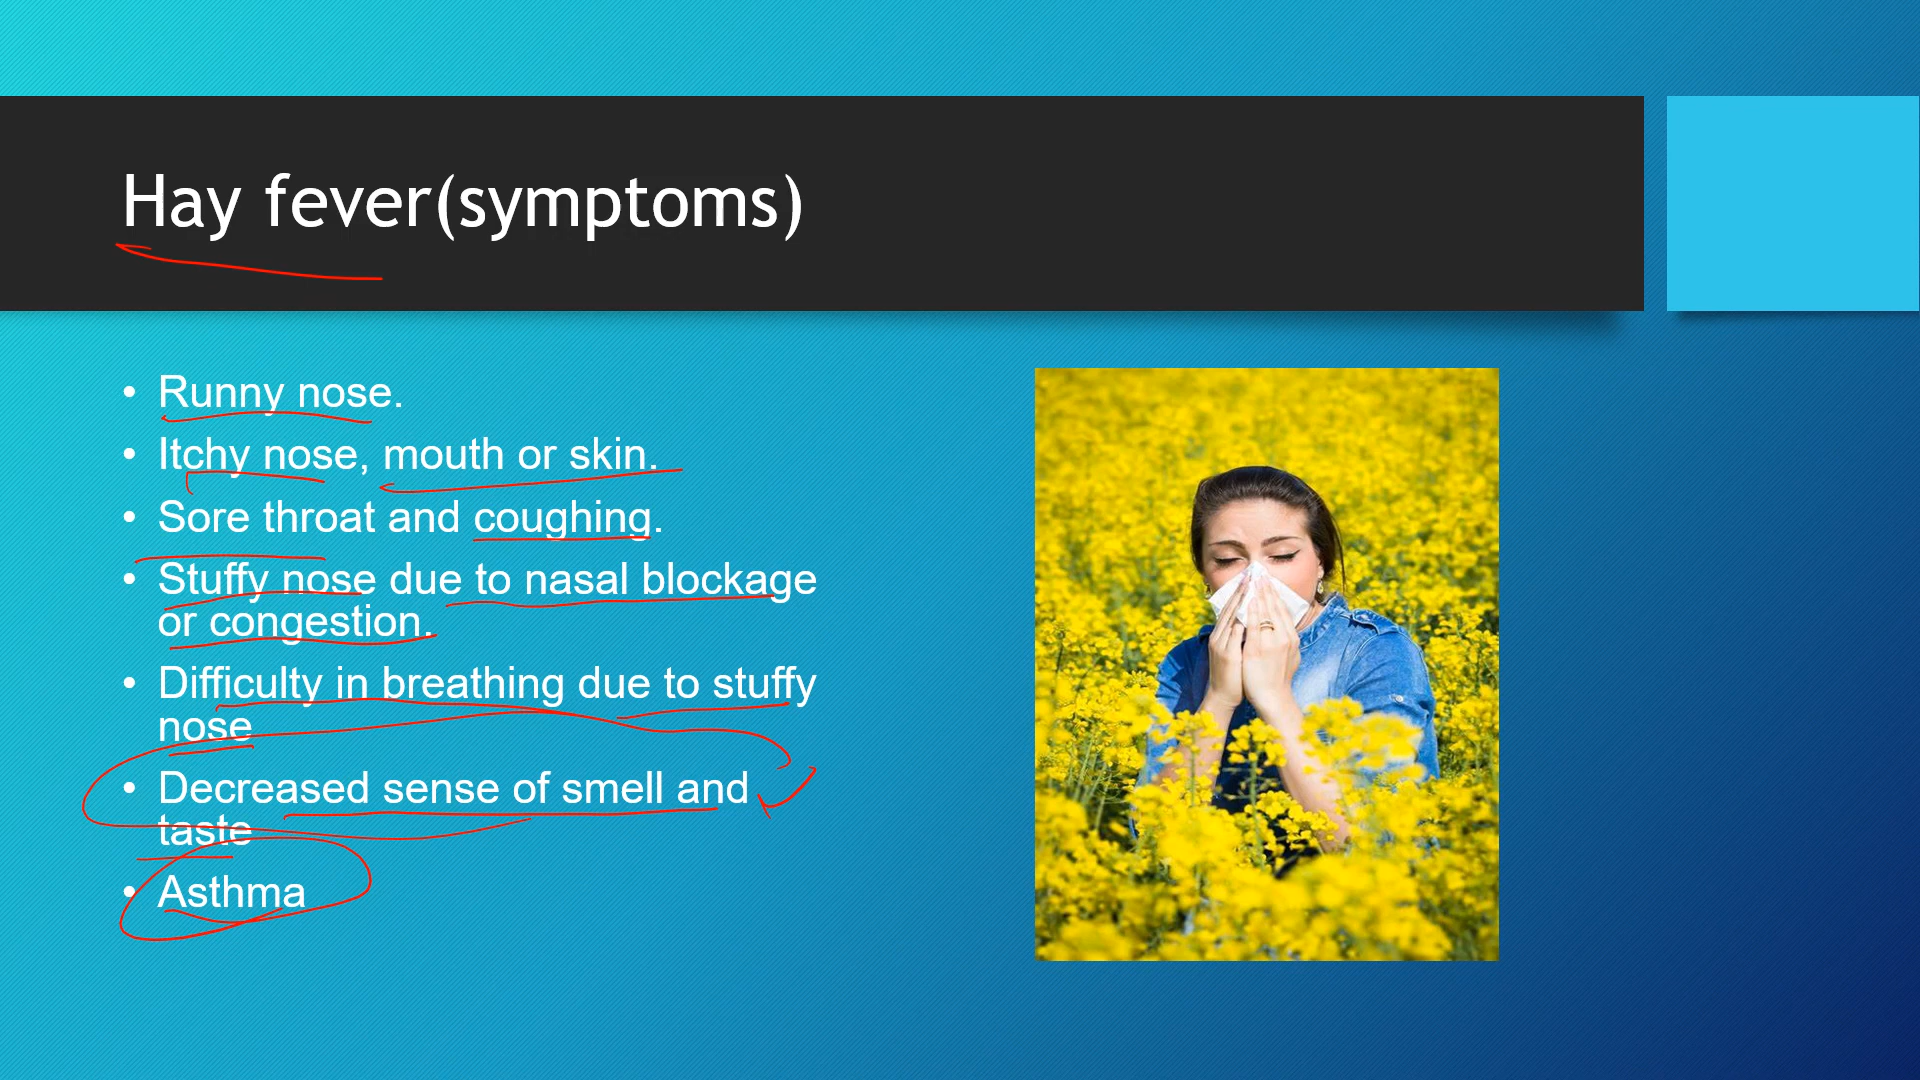 Hay fever(symptoms)
• Runny nose.
• Itchy nose, mouth or skin.
• Sore throat and coughing.
• Stuffy nose due to nasal blockage
or congestion.
• Difficulty in breathing due to stuffy
nose
• Decreased sense of smell and
taste
• Asthma